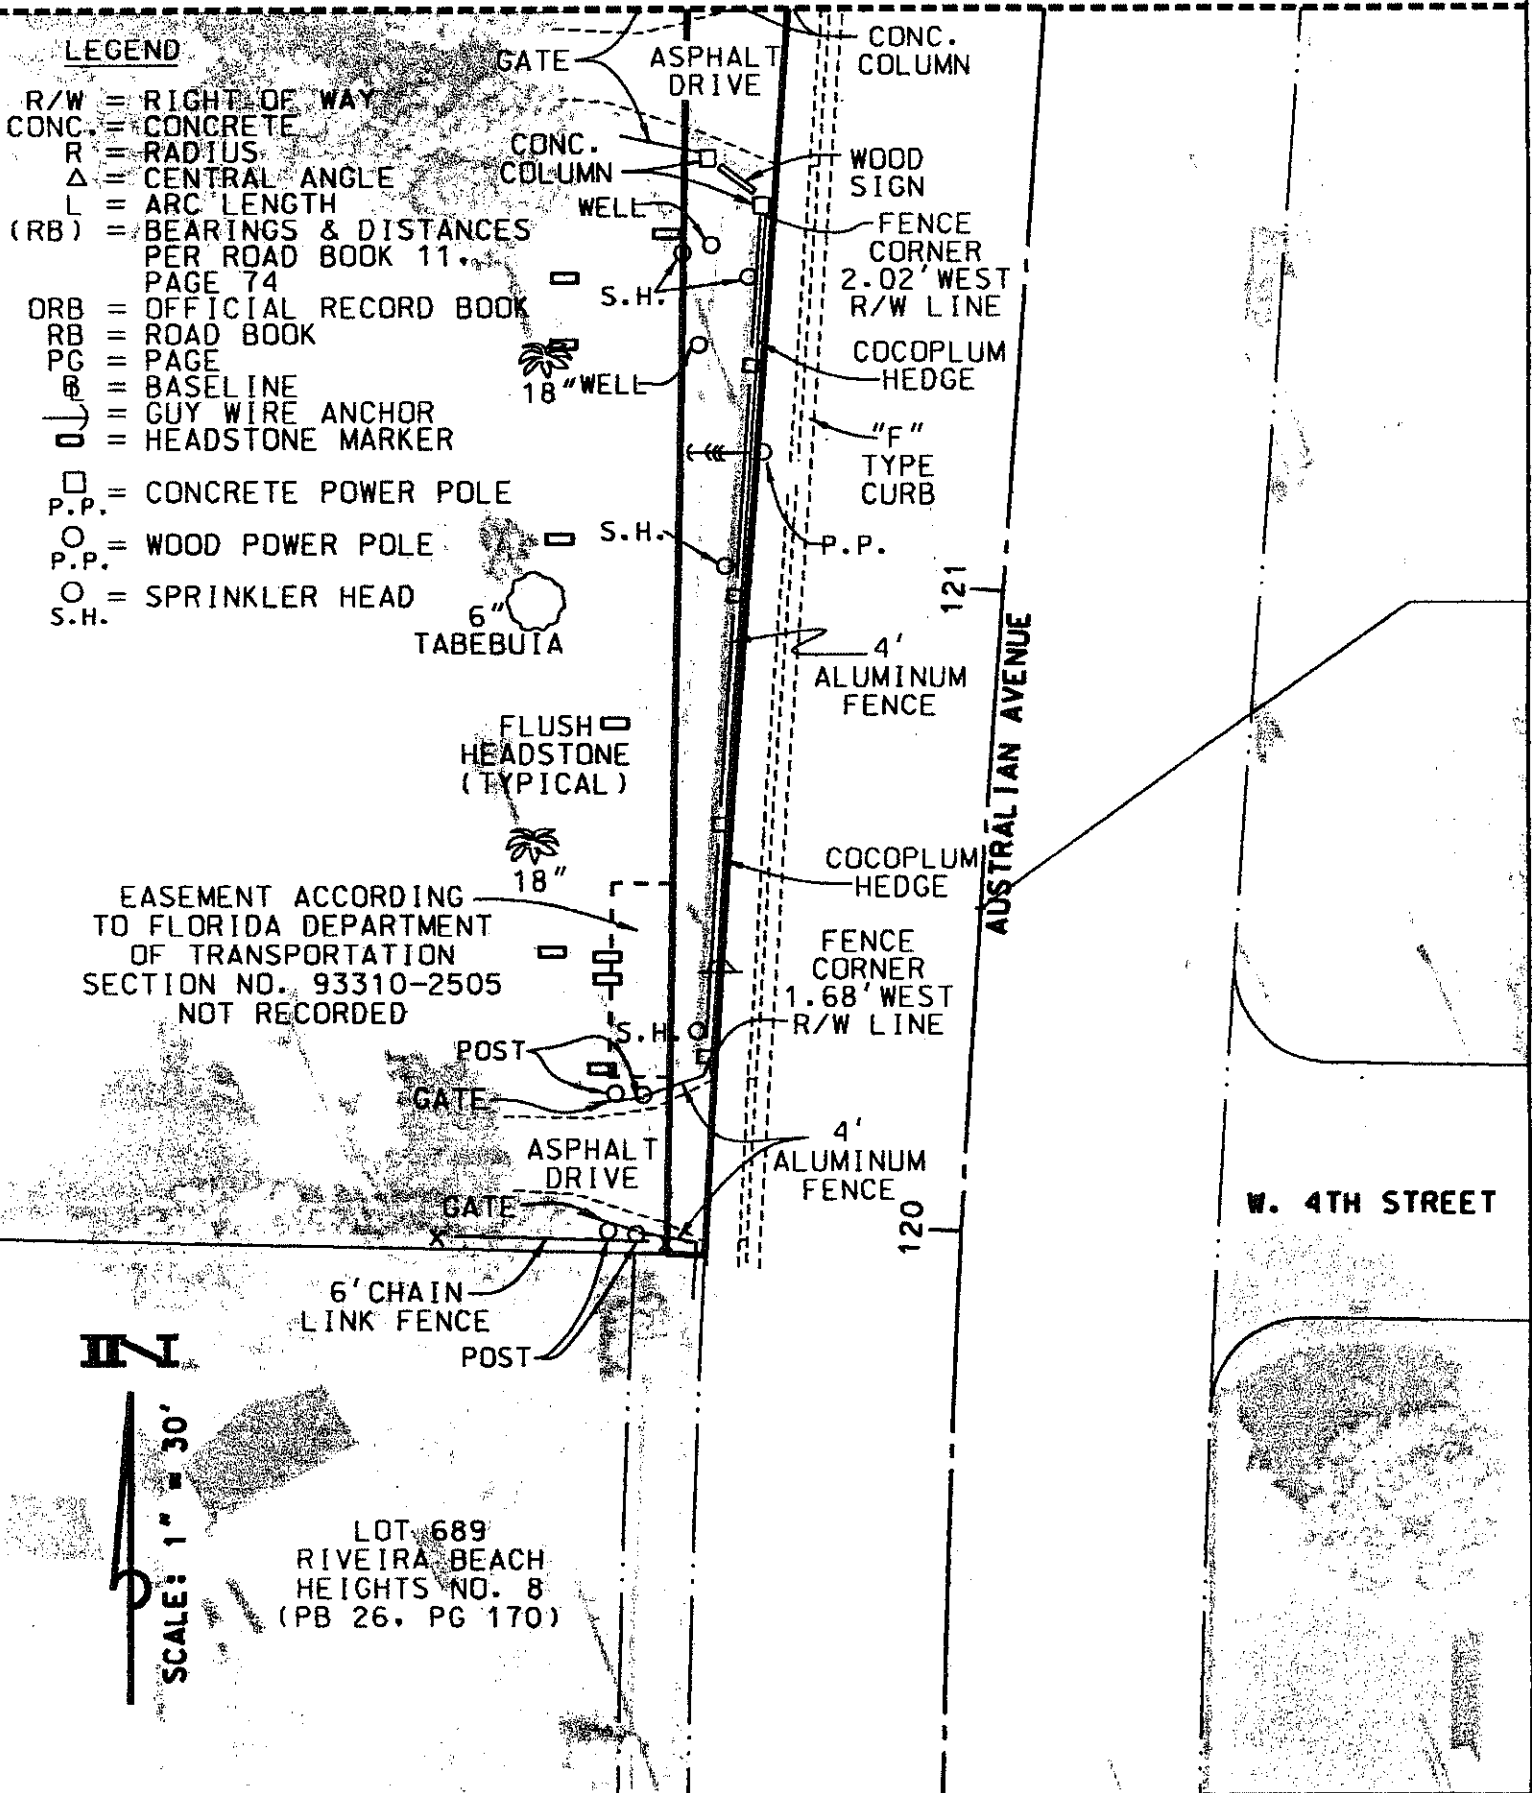 LEGEND
R/W = RIGHT OF WAY
CONC. = CONCRETE
R = RADIUS
Δ = CENTRAL ANGLE
L = ARC LENGTH
(RB) = BEARINGS & DISTANCES
PER ROAD BOOK 11.
PAGE 74
ORB = OFFICIAL RECORD BOOK
RB = ROAD BOOK
PG = PAGE
= BASELINE
= GUY WIRE ANCHOR
= HEADSTONE MARKER
P.P. = CONCRETE POWER POLE
P.P. = WOOD POWER POLE
S.H. = SPRINKLER HEAD
GATE
ASPHALT
DRIVE
CONC.
COLUMN
CONC.
COLUMN
WOOD
SIGN
WELL
FENCE
CORNER
2.02' WEST
R/W LINE
S.H.
COCOPLUM
HEDGE
18"
WELL
"F"
TYPE
CURB
S.H.
P.P.
6"
TABEBUIA
121
4'
ALUMINUM
FENCE
AUSTRALIAN AVENUE
FLUSH
HEADSTONE
(TYPICAL)
18"
COCOPLUM
HEDGE
EASEMENT ACCORDING
TO FLORIDA DEPARTMENT
OF TRANSPORTATION
SECTION NO. 93310-2505
NOT RECORDED
FENCE
CORNER
1.68' WEST
R/W LINE
S.H.
POST
GATE
ASPHALT
DRIVE
4'
ALUMINUM
FENCE
GATE
X
120
W. 4TH STREET
6' CHAIN
LINK FENCE
POST
SCALE: 1" = 30'
LOT 689
RIVEIRA BEACH
HEIGHTS NO. 8
(PB 26. PG 170)